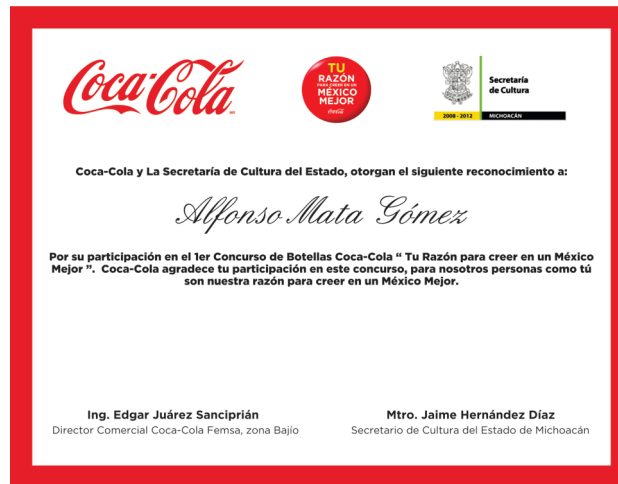 Coca-Cola
TU
RAZÓN
PARA CREER EN UN
MÉXICO
MEJOR
Coca-Cola
Secretaría
de Cultura
2008 - 2012 MICHOACÁN
Coca-Cola y La Secretaría de Cultura del Estado, otorgan el siguiente reconocimiento a:
Alfonso Mata Gómez
Por su participación en el 1er Concurso de Botellas Coca-Cola “ Tu Razón para creer en un México
Mejor ”. Coca-Cola agradece tu participación en este concurso, para nosotros personas como tú
son nuestra razón para creer en un México Mejor.
Ing. Edgar Juárez Sanciprián
Director Comercial Coca-Cola Femsa, zona Bajío
Mtro. Jaime Hernández Díaz
Secretario de Cultura del Estado de Michoacán